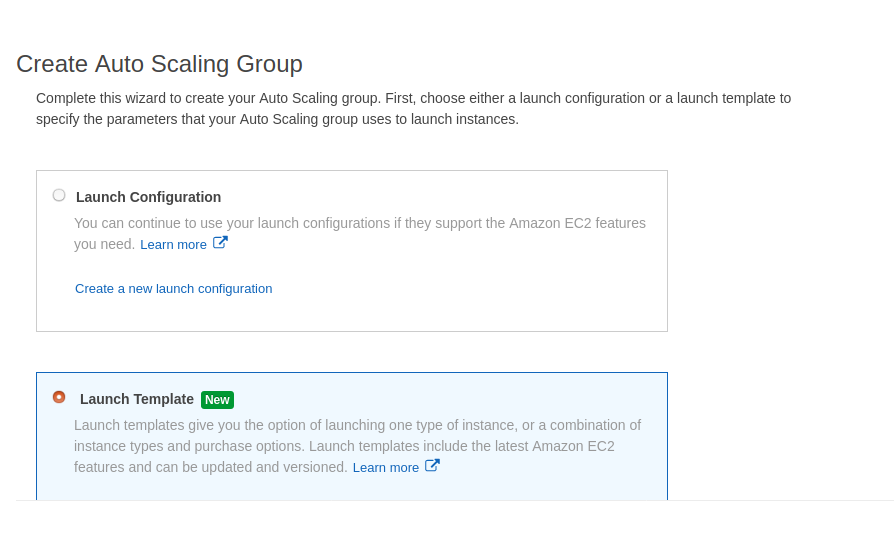 Create Auto Scaling Group
Complete this wizard to create your Auto Scaling group. First, choose either a launch configuration or a launch template to
specify the parameters that your Auto Scaling group uses to launch instances.
Launch Configuration
You can continue to use your launch configurations if they support the Amazon EC2 features
you need. Learn more
Create a new launch configuration
Launch Template New
Launch templates give you the option of launching one type of instance, or a combination of
instance types and purchase options. Launch templates include the latest Amazon EC2
features and can be updated and versioned. Learn more